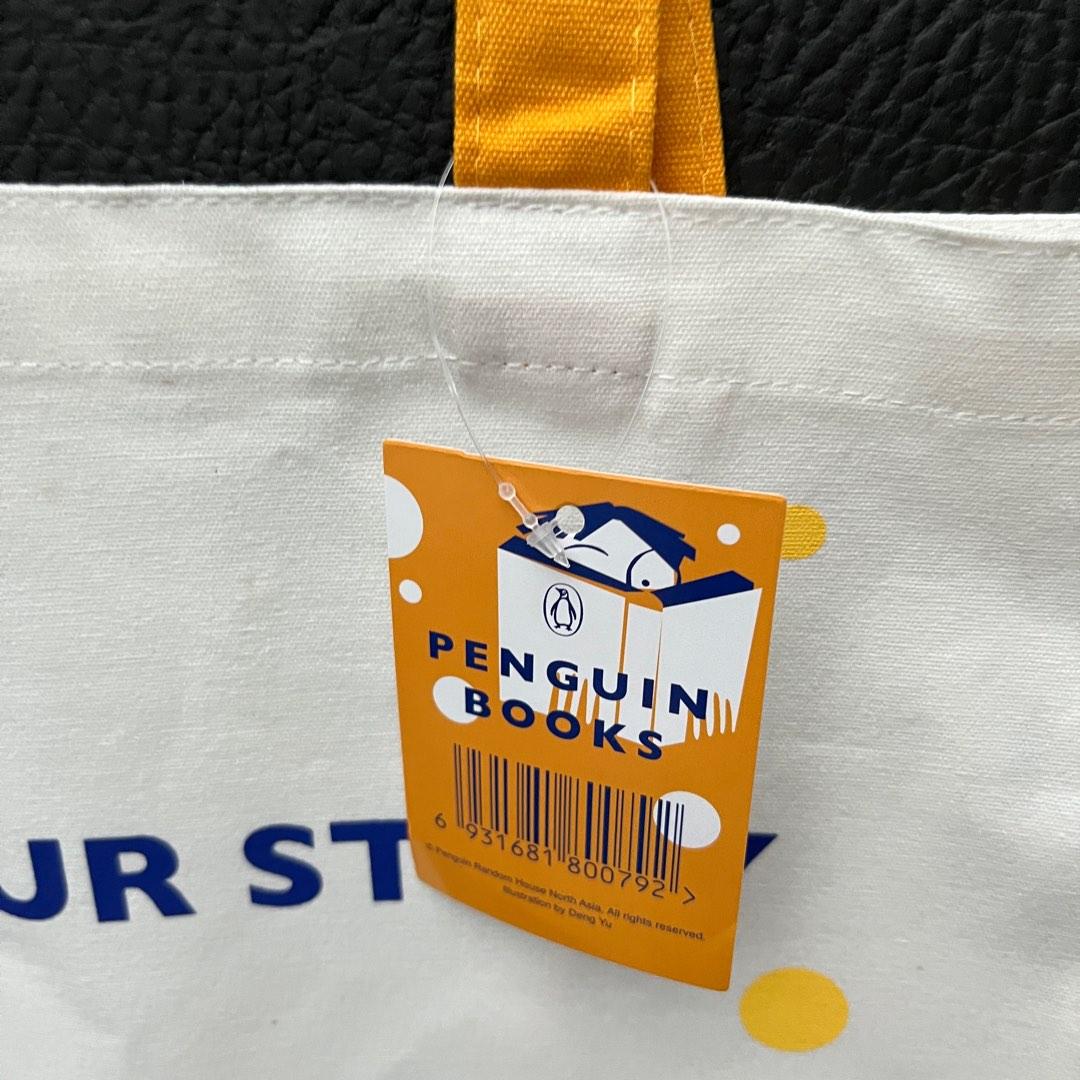 PENGUIN
BOOKS
6 931681 800792 >
© Penguin Random House North Asia. All rights reserved.
Illustration by Deng Yu
UR ST Y